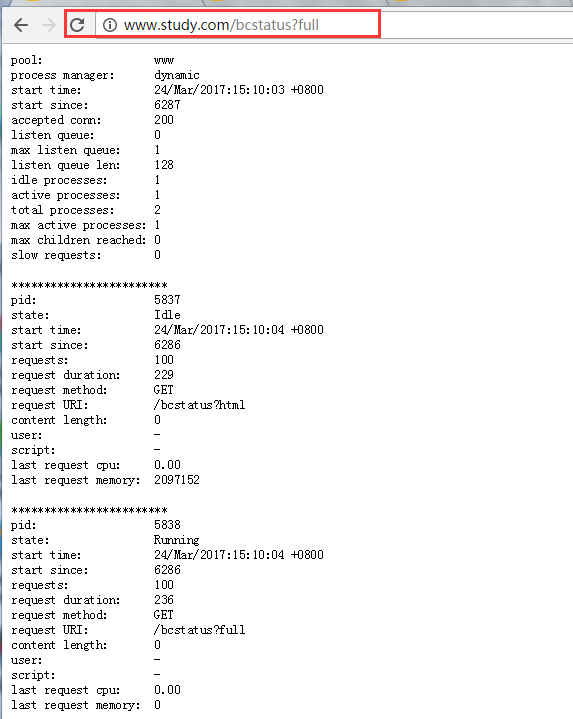 www.study.com/bcstatus?full
pool: www
process manager: dynamic
start time: 24/Mar/2017:15:10:03 +0800
start since: 6287
accepted conn: 200
listen queue: 0
max listen queue: 1
listen queue len: 128
idle processes: 1
active processes: 1
total processes: 2
max active processes: 1
max children reached: 0
slow requests: 0
************************
pid: 5837
state: Idle
start time: 24/Mar/2017:15:10:04 +0800
start since: 6286
requests: 100
request duration: 229
request method: GET
request URI: /bcstatus?html
content length: 0
user: -
script: -
last request cpu: 0.00
last request memory: 2097152
************************
pid: 5838
state: Running
start time: 24/Mar/2017:15:10:04 +0800
start since: 6286
requests: 100
request duration: 236
request method: GET
request URI: /bcstatus?full
content length: 0
user: -
script: -
last request cpu: 0.00
last request memory: 0